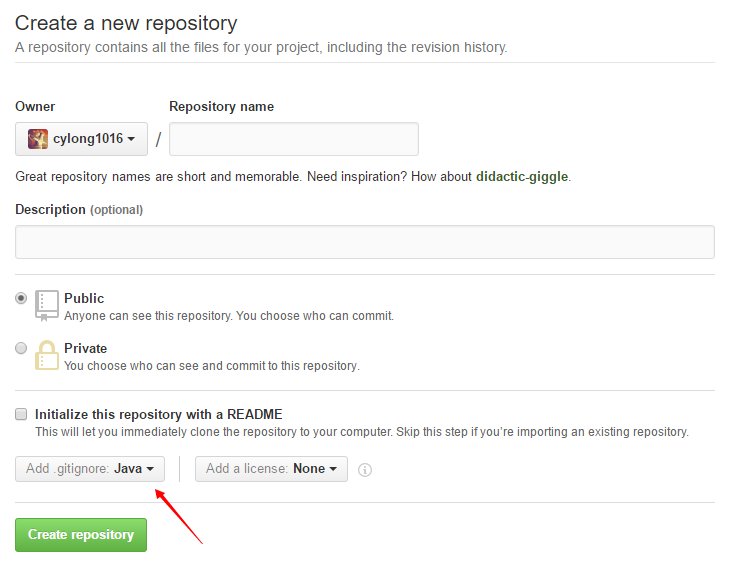 Create a new repository
A repository contains all the files for your project, including the revision history.
Owner Repository name
cylong1016 /
Great repository names are short and memorable. Need inspiration? How about didactic-giggle.
Description (optional)
Public
Anyone can see this repository. You choose who can commit.
Private
You choose who can see and commit to this repository.
Initialize this repository with a README
This will let you immediately clone the repository to your computer. Skip this step if you're importing an existing repository.
Add .gitignore: Java Add a license: None
Create repository